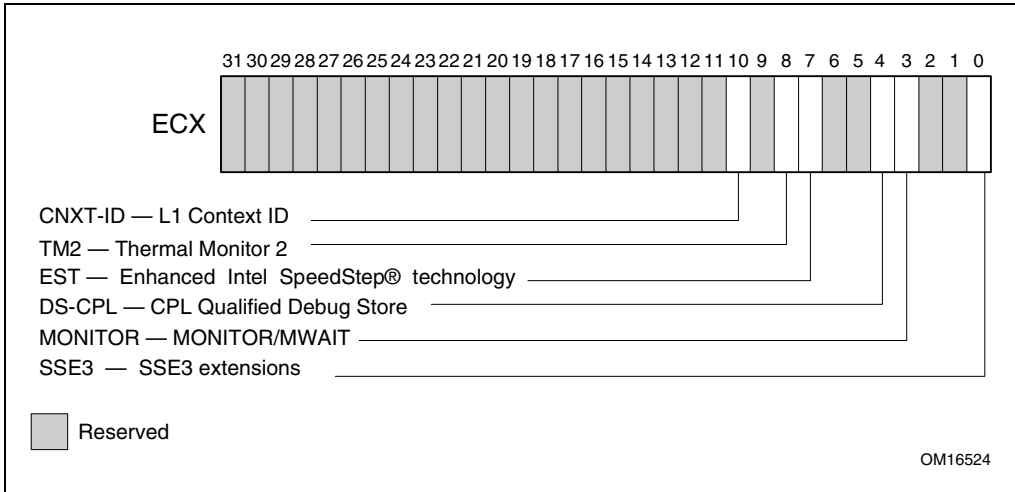 31 30 29 28 27 26 25 24 23 22 21 20 19 18 17 16 15 14 13 12 11 10 9 8 7 6 5 4 3 2 1 0
ECX
CNXT-ID — L1 Context ID
TM2 — Thermal Monitor 2
EST — Enhanced Intel SpeedStep® technology
DS-CPL — CPL Qualified Debug Store
MONITOR — MONITOR/MWAIT
SSE3 — SSE3 extensions
Reserved
OM16524